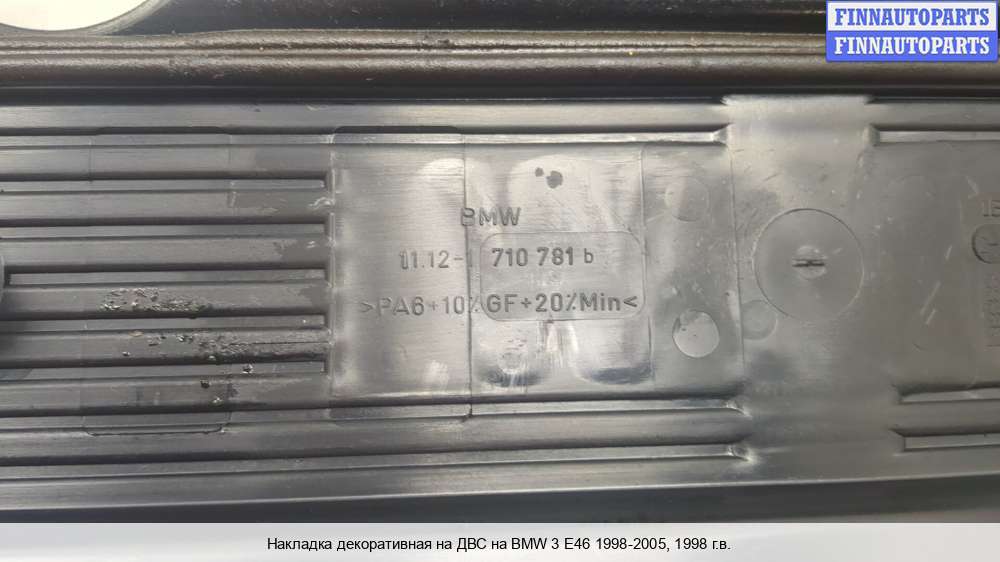 FINNAUTOPARTS
FINNAUTOPARTS
BMW
11.12-1 710 781 b
>PA6+10%GF+20%Min<
Накладка декоративная на ДВС на BMW 3 E46 1998-2005, 1998 г.в.